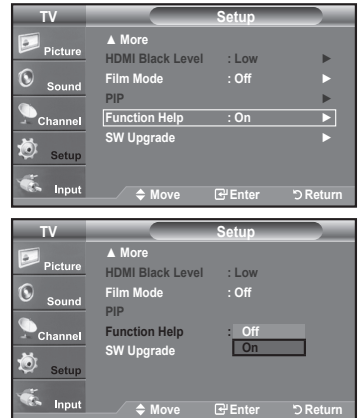 TV Setup
▲ More
Picture
HDMI Black Level : Low ►
Film Mode : Off ►
Sound
PIP ►
Channel
Function Help : On ►
SW Upgrade ►
Setup
Input
Move Enter Return
TV Setup
▲ More
Picture
HDMI Black Level : Low
Film Mode : Off
Sound
PIP
Channel
Function Help : Off
On
SW Upgrade
Setup
Input
Move Enter Return